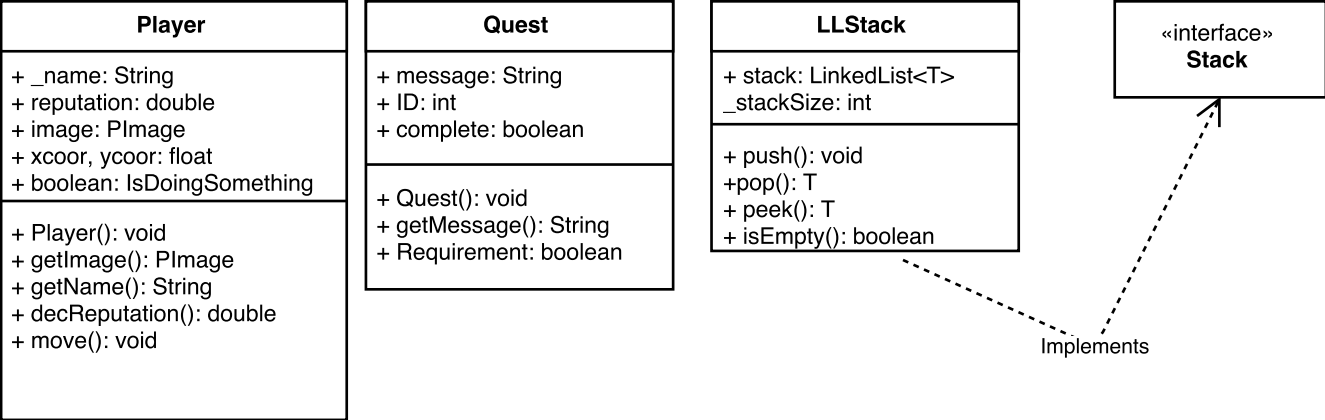 Player
+ _name: String
+ reputation: double
+ image: PImage
+ xcoor, ycoor: float
+ boolean: IsDoingSomething
+ Player(): void
+ getImage(): PImage
+ getName(): String
+ decReputation(): double
+ move(): void
Quest
+ message: String
+ ID: int
+ complete: boolean
+ Quest(): void
+ getMessage(): String
+ Requirement: boolean
LLStack
+ stack: LinkedList<T>
_stackSize: int
+ push(): void
+pop(): T
+ peek(): T
+ isEmpty(): boolean
«interface»
Stack
Implements